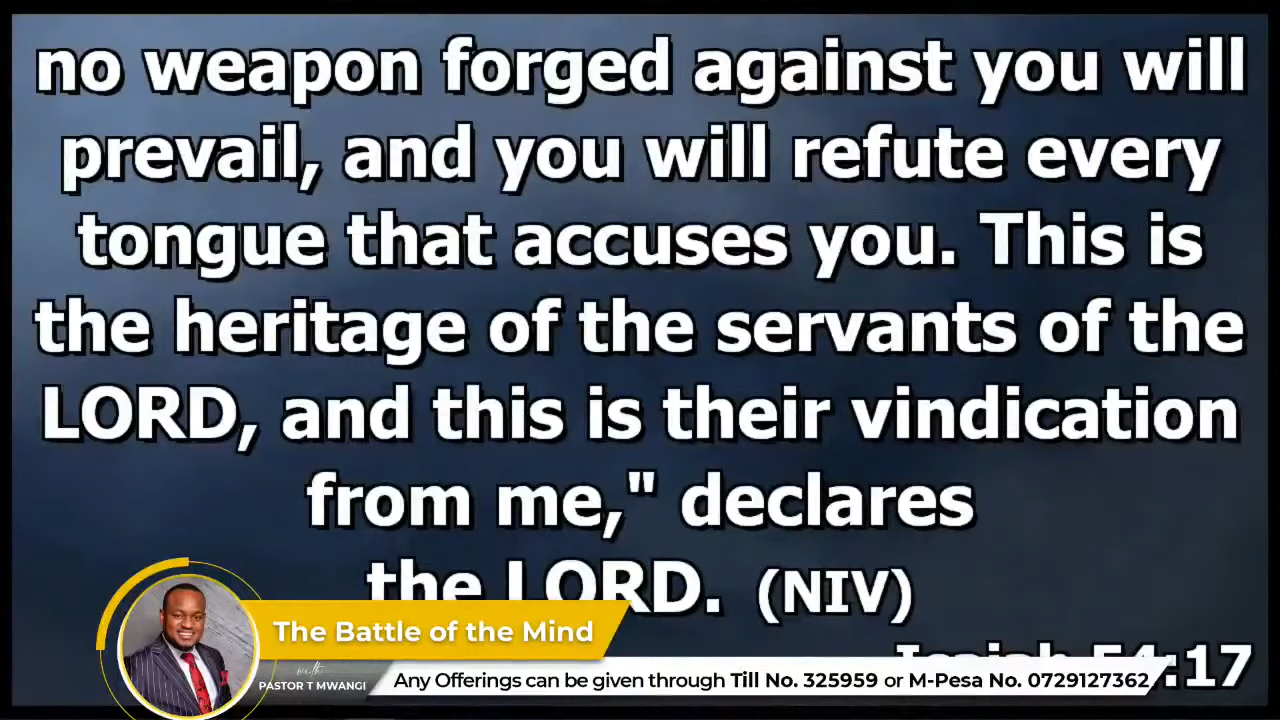 no weapon forged against you will
prevail, and you will refute every
tongue that accuses you. This is
the heritage of the servants of the
LORD, and this is their vindication
from me," declares
the LORD. (NIV)
Isaiah 54:17
The Battle of the Mind
with
PASTOR T MWANGI
Any Offerings can be given through Till No. 325959 or M-Pesa No. 0729127362